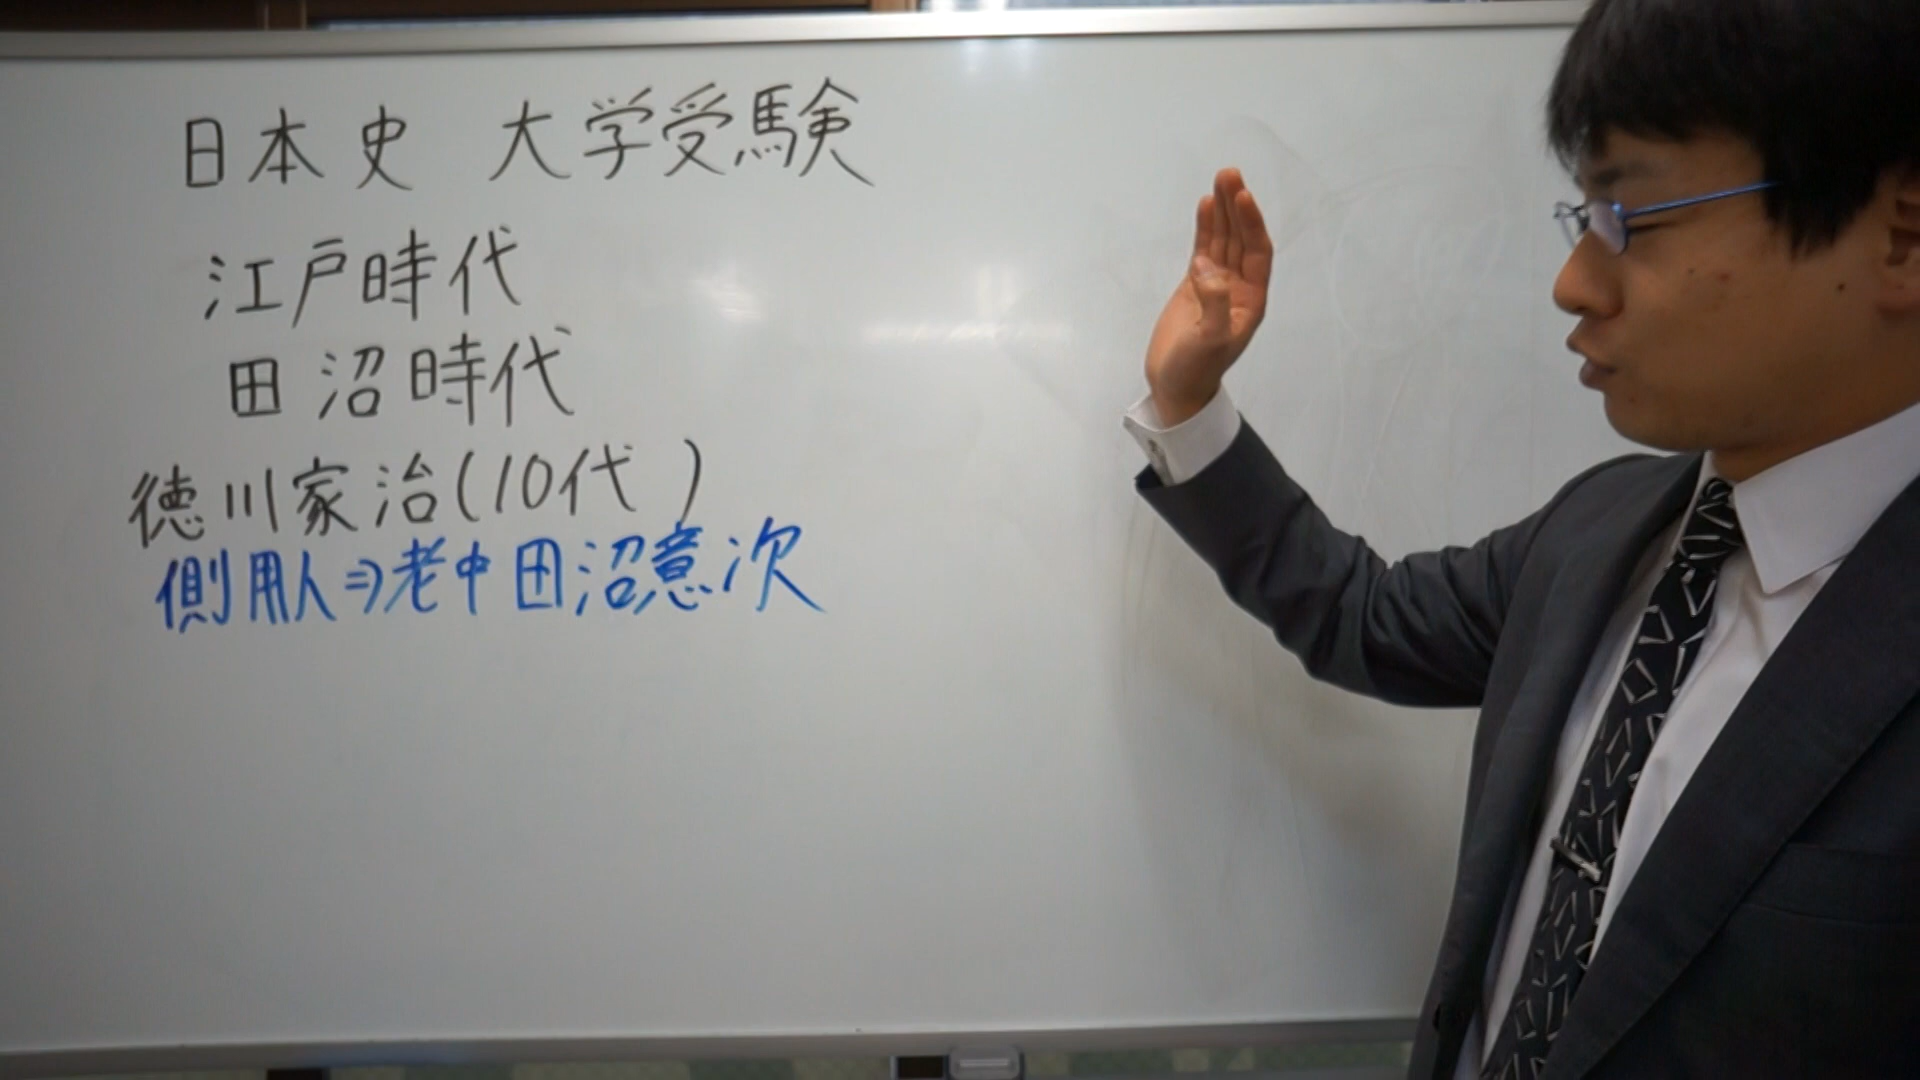 日本史 大学受験
江戸時代
田沼時代
徳川家治(10代 )
側用人⇒老中田沼意次